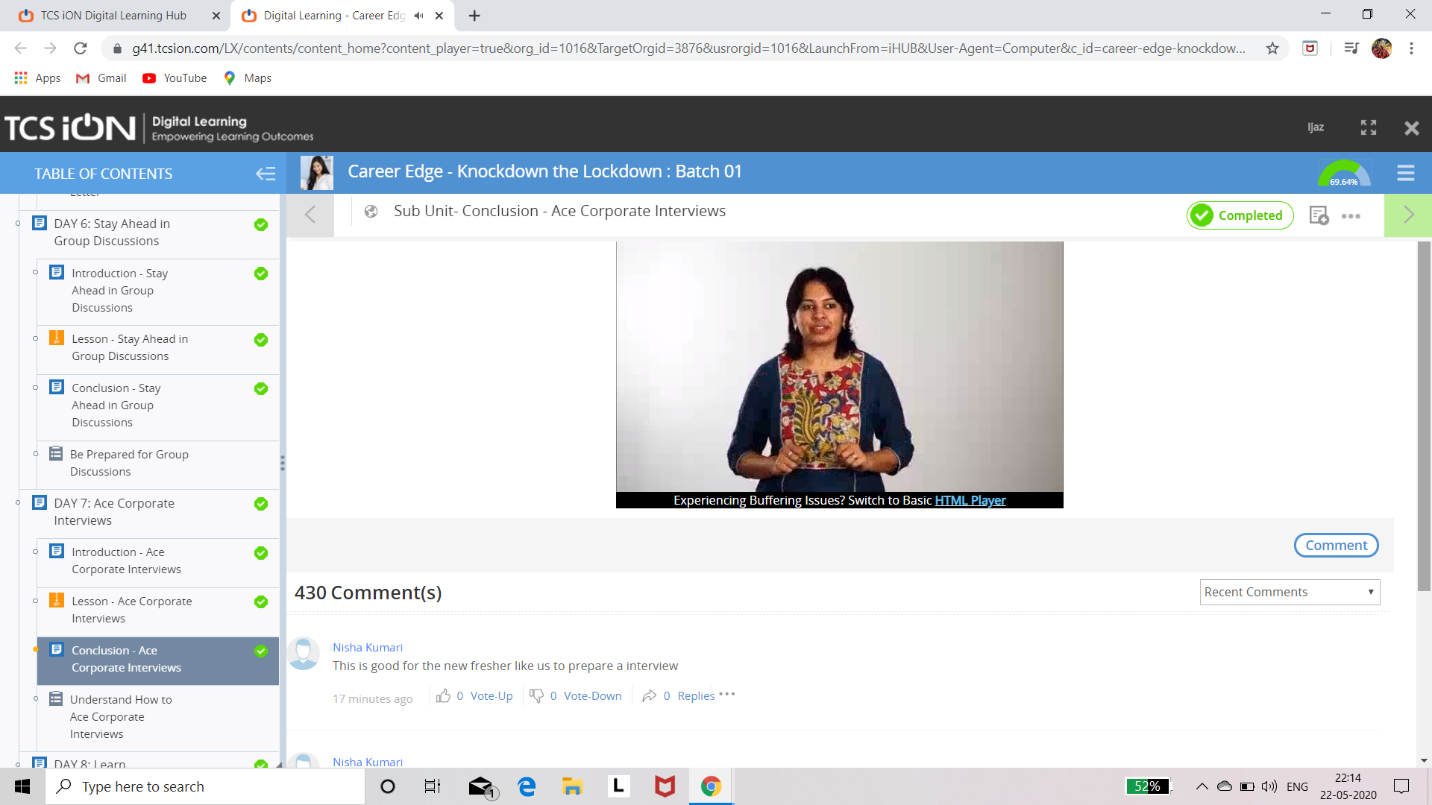 TCS iON Digital Learning Hub
Digital Learning - Career Edg
g41.tcsion.com/LX/contents/content_home?content_player=true&org_id=1016&TargetOrgid=3876&usrorgid=1016&LaunchFrom=iHUB&User-Agent=Computer&c_id=career-edge-knockdow...
Apps
Gmail
YouTube
Maps
TCS iON
Digital Learning
Empowering Learning Outcomes
Ijaz
TABLE OF CONTENTS
Career Edge - Knockdown the Lockdown : Batch 01
69.64%
Letter
DAY 6: Stay Ahead in
Group Discussions
Introduction - Stay
Ahead in Group
Discussions
Lesson - Stay Ahead in
Group Discussions
Conclusion - Stay
Ahead in Group
Discussions
Be Prepared for Group
Discussions
DAY 7: Ace Corporate
Interviews
Introduction - Ace
Corporate Interviews
Lesson - Ace Corporate
Interviews
Conclusion - Ace
Corporate Interviews
Understand How to
Ace Corporate
Interviews
DAY 8: Learn
Sub Unit- Conclusion - Ace Corporate Interviews
Completed
Experiencing Buffering Issues? Switch to Basic HTML Player
Comment
430 Comment(s)
Recent Comments
Nisha Kumari
This is good for the new fresher like us to prepare a interview
17 minutes ago
0 Vote-Up
0 Vote-Down
0 Replies
Nisha Kumari
Type here to search
1
L
52%
ENG
22:14
22-05-2020